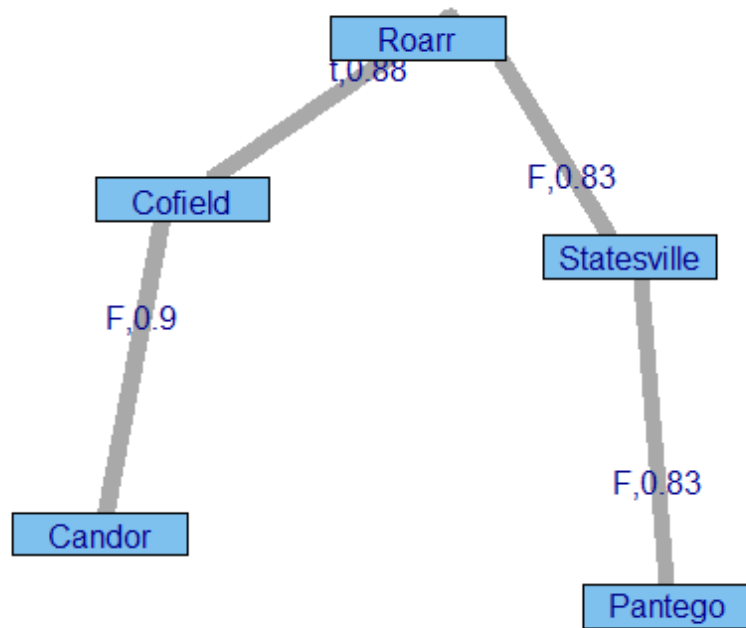 Roarr
t,0.88
F,0.83
Cofield
Statesville
F,0.9
F,0.83
Candor
Pantego